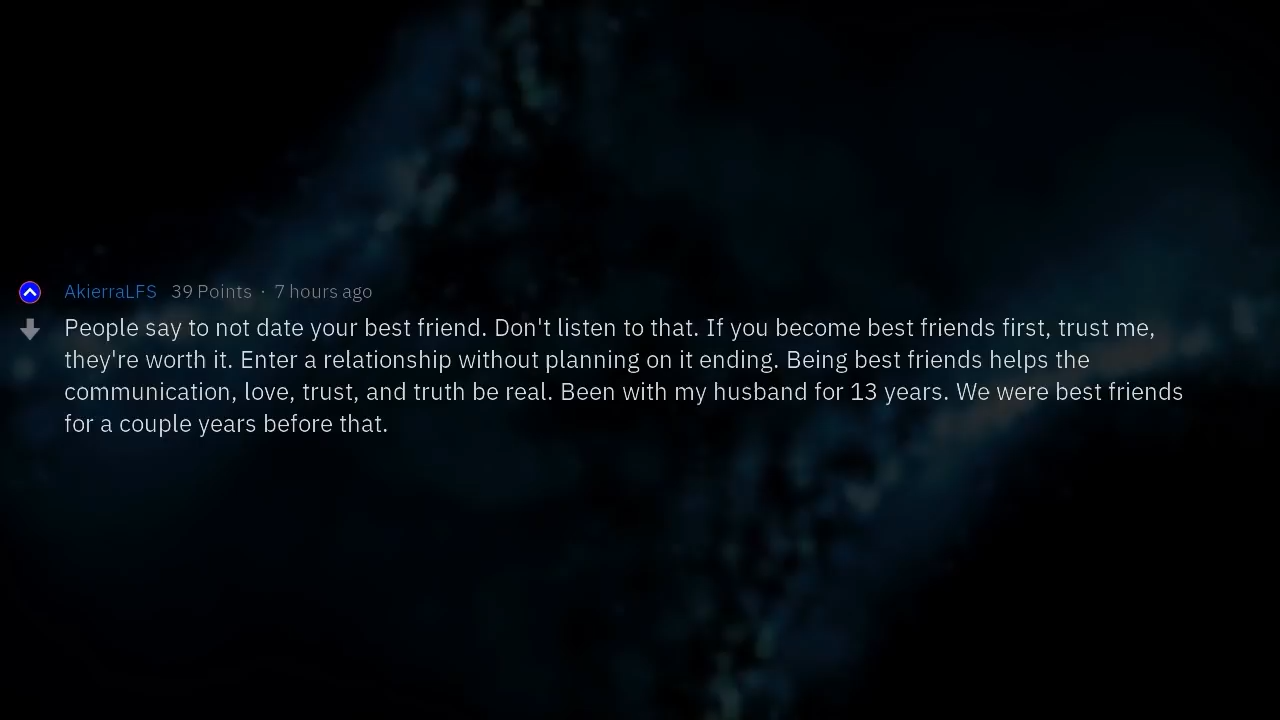 AkierraLFS 39 Points · 7 hours ago
People say to not date your best friend. Don't listen to that. If you become best friends first, trust me,
they're worth it. Enter a relationship without planning on it ending. Being best friends helps the
communication, love, trust, and truth be real. Been with my husband for 13 years. We were best friends
for a couple years before that.